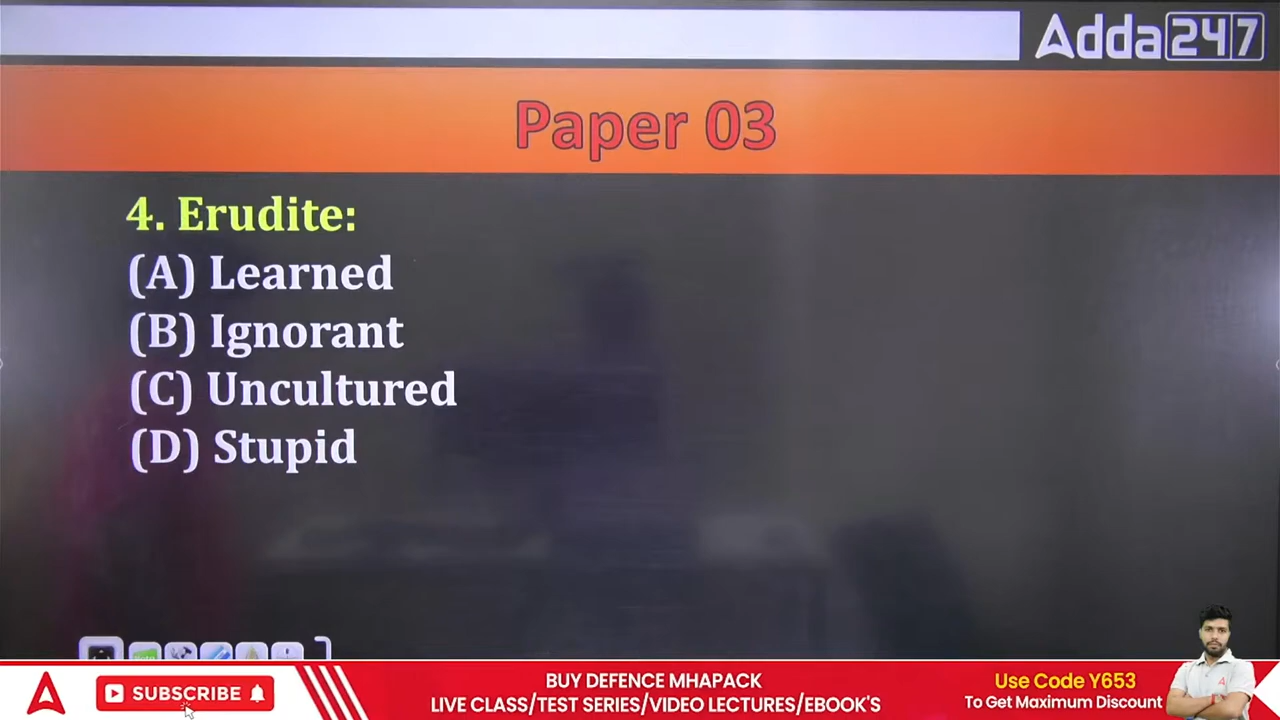 Adda247
Paper 03
4. Erudite:
(A) Learned
(B) Ignorant
(C) Uncultured
(D) Stupid
SUBSCRIBE
BUY DEFENCE MHAPACK
LIVE CLASS/TEST SERIES/VIDEO LECTURES/EBOOK'S
Use Code Y653
To Get Maximum Discount